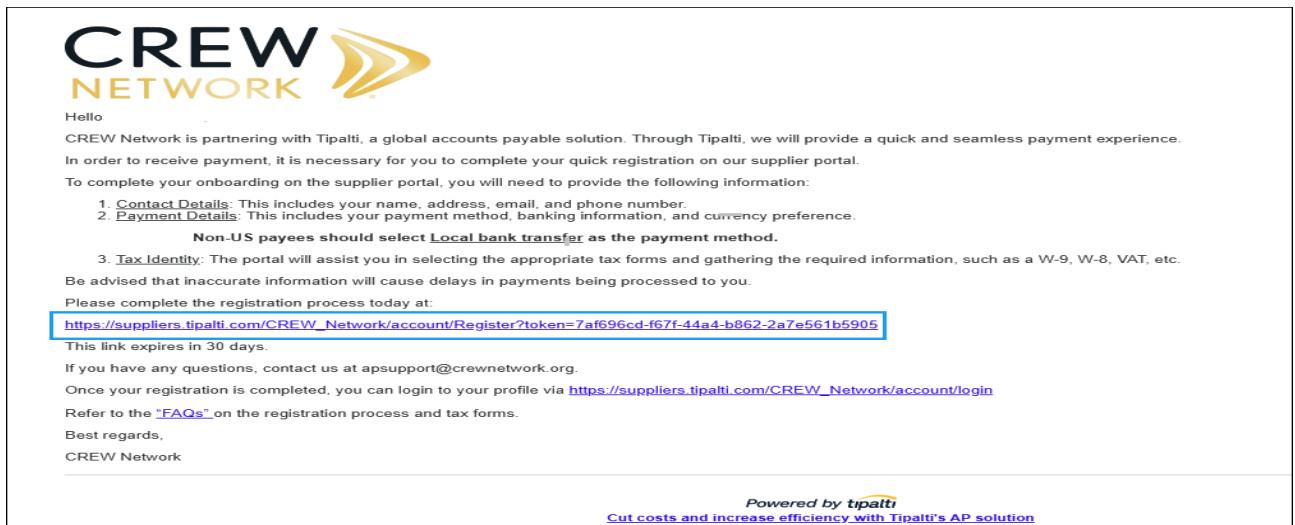 CREW
NETWORK
Hello
CREW Network is partnering with Tipalti, a global accounts payable solution. Through Tipalti, we will provide a quick and seamless payment experience.
In order to receive payment, it is necessary for you to complete your quick registration on our supplier portal.
To complete your onboarding on the supplier portal, you will need to provide the following information:
1. Contact Details: This includes your name, address, email, and phone number.
2. Payment Details: This includes your payment method, banking information, and currency preference.
Non-US payees should select Local bank transfer as the payment method.
3. Tax Identity: The portal will assist you in selecting the appropriate tax forms and gathering the required information, such as a W-9, W-8, VAT, etc.
Be advised that inaccurate information will cause delays in payments being processed to you.
Please complete the registration process today at:
https://suppliers.tipalti.com/CREW_Network/account/Register?token=7af696cd-f67f-44a4-b862-2a7e561b5905
This link expires in 30 days.
If you have any questions, contact us at apsupport@crewnetwork.org.
Once your registration is completed, you can login to your profile via https://suppliers.tipalti.com/CREW_Network/account/login
Refer to the “FAQs” on the registration process and tax forms.
Best regards,
CREW Network
Powered by tipalti
Cut costs and increase efficiency with Tipalti's AP solution